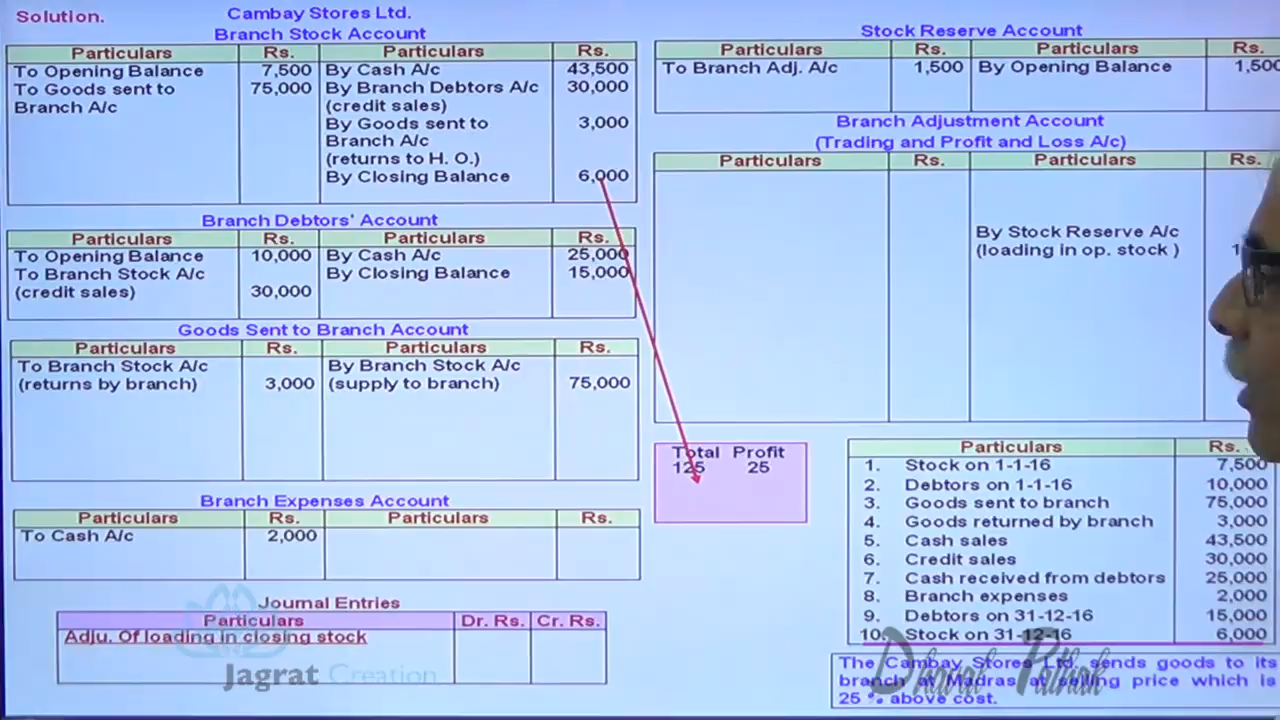 Solution.
Cambay Stores Ltd.
Branch Stock Account
Particulars Rs. Particulars Rs.
To Opening Balance 7,500 By Cash A/c 43,500
To Goods sent to 75,000 By Branch Debtors A/c 30,000
Branch A/c (credit sales)
By Goods sent to 3,000
Branch A/c
(returns to H. O.)
By Closing Balance 6,000
Branch Debtors' Account
Particulars Rs. Particulars Rs.
To Opening Balance 10,000 By Cash A/c 25,000
To Branch Stock A/c By Closing Balance 15,000
(credit sales) 30,000
Goods Sent to Branch Account
Particulars Rs. Particulars Rs.
To Branch Stock A/c By Branch Stock A/c
(returns by branch) 3,000 (supply to branch) 75,000
Branch Expenses Account
Particulars Rs. Particulars Rs.
To Cash A/c 2,000
Journal Entries
Particulars Dr. Rs. Cr. Rs.
Adju. Of loading in closing stock
Jagrat Creation
Stock Reserve Account
Particulars Rs. Particulars Rs.
To Branch Adj. A/c 1,500 By Opening Balance 1,500
Branch Adjustment Account
(Trading and Profit and Loss A/c)
Particulars Rs. Particulars Rs.
By Stock Reserve A/c
(loading in op. stock )
Total Profit
125 25
Particulars Rs.
1. Stock on 1-1-16 7,500
2. Debtors on 1-1-16 10,000
3. Goods sent to branch 75,000
4. Goods returned by branch 3,000
5. Cash sales 43,500
6. Credit sales 30,000
7. Cash received from debtors 25,000
8. Branch expenses 2,000
9. Debtors on 31-12-16 15,000
10. Stock on 31-12-16 6,000
The Cambay Stores Ltd. sends goods to its
branch at Madras at selling price which is
25 % above cost.